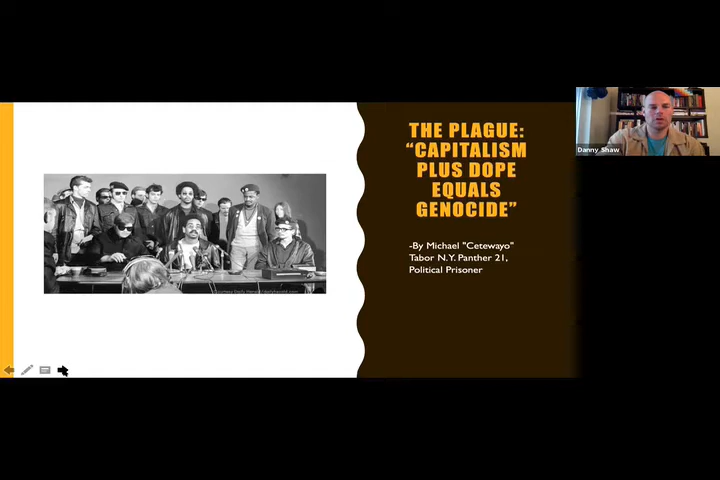 THE PLAGUE:
“CAPITALISM
PLUS DOPE
EQUALS
GENOCIDE”
-By Michael "Cetewayo"
Tabor N.Y. Panther 21,
Political Prisoner
Danny Shaw